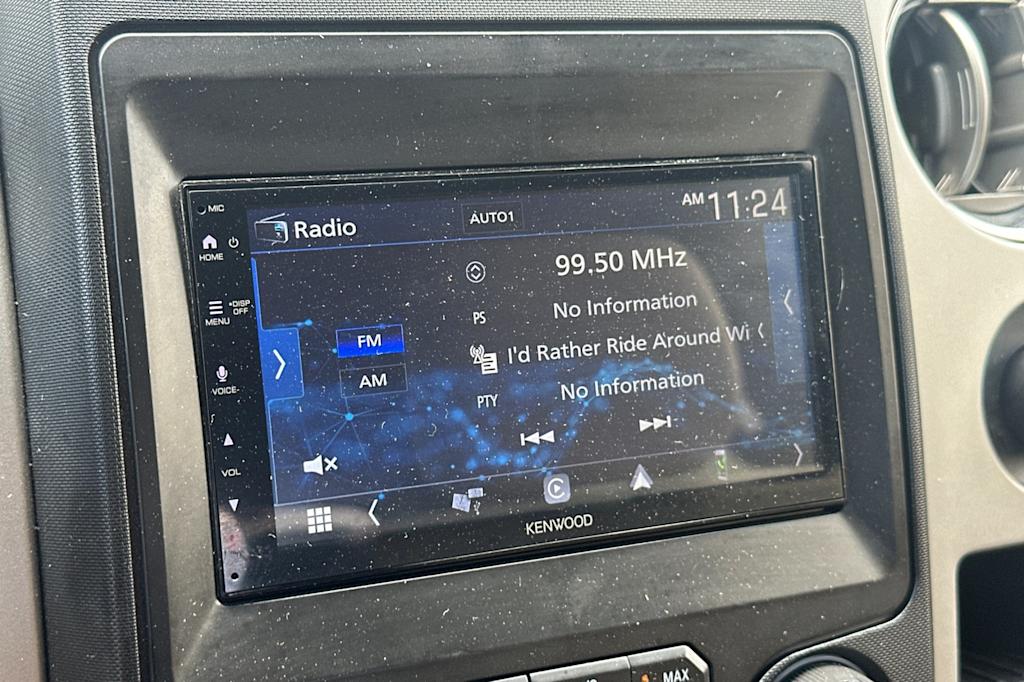 MIC
Radio
AUTO1
AM 11:24
HOME
99.50 MHz
DISP
OFF
MENU
PS
No Information
FM
I'd Rather Ride Around Wi
AM
PTY
No Information
VOICE
VOL
KENWOOD
MAX